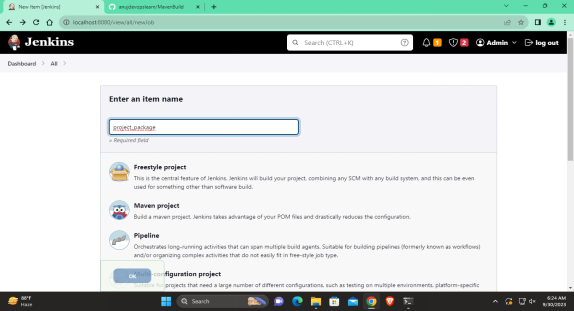 New Item [Jenkins]
anujdevopslearn/MavenBuild
localhost:8080/view/all/newJob
Jenkins
Search (CTRL+K)
1
2
Admin
log out
Dashboard
All
Enter an item name
project_package
» Required field
Freestyle project
This is the central feature of Jenkins. Jenkins will build your project, combining any SCM with any build system, and this can be even
used for something other than software build.
Maven project
Build a maven project. Jenkins takes advantage of your POM files and drastically reduces the configuration.
Pipeline
Orchestrates long-running activities that can span multiple build agents. Suitable for building pipelines (formerly known as workflows)
and/or organizing complex activities that do not easily fit in free-style job type.
OK
-configuration project
projects that need a large number of different configurations, such as testing on multiple environments, platform-specific
Search
6:24 AM
9/30/2023
Haze